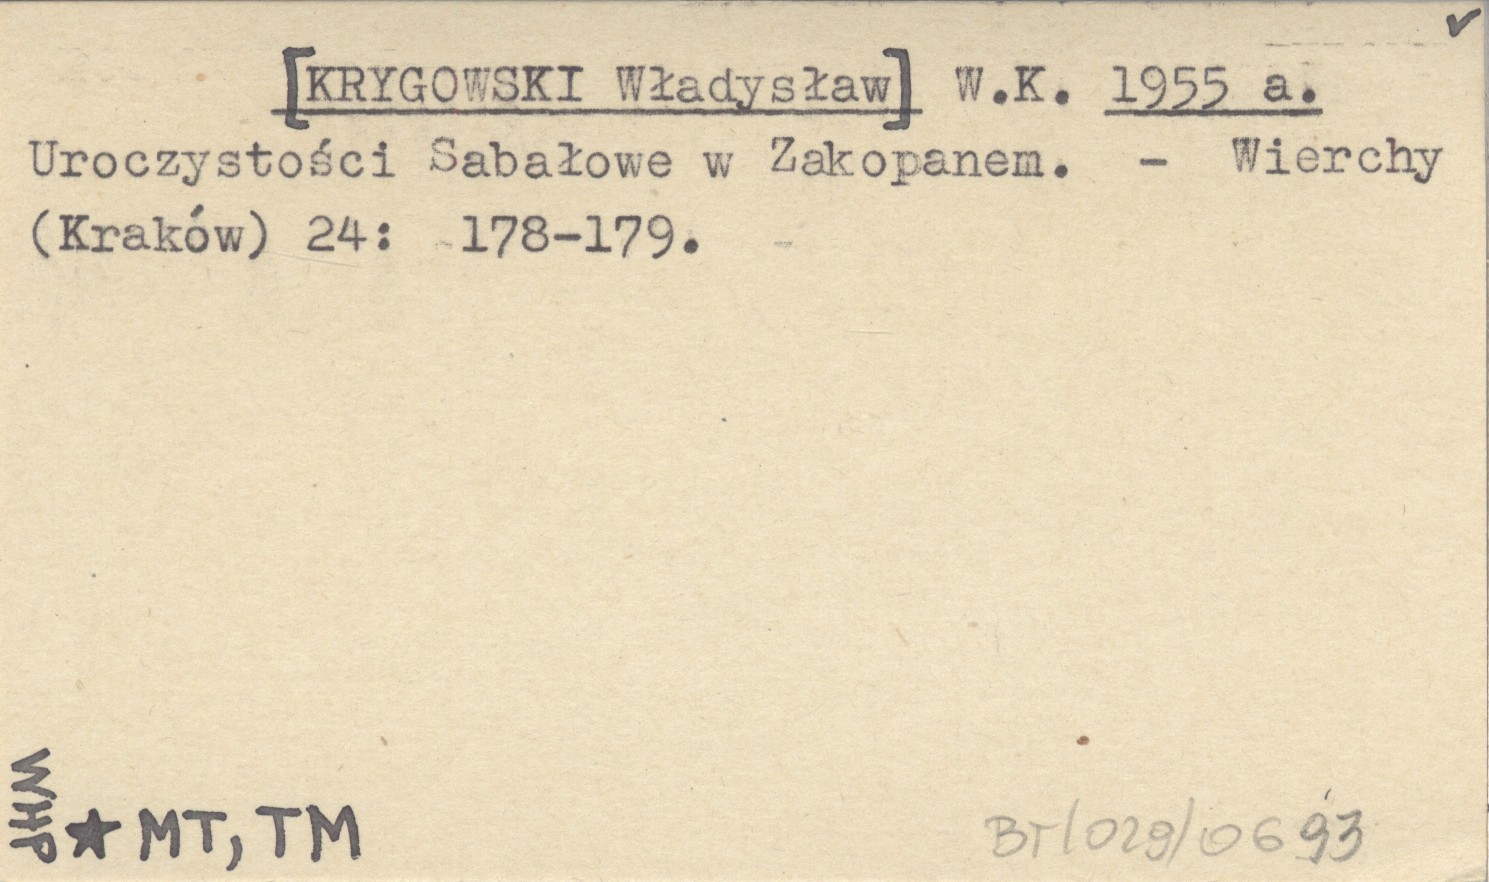 [KRYGOWSKI Władysław] W.K. 1955 a.
Uroczystości Sabałowe w Zakopanem. - Wierchy
(Kraków) 24: 178-179.
WHP
★ MT, TM
BT/029/0693